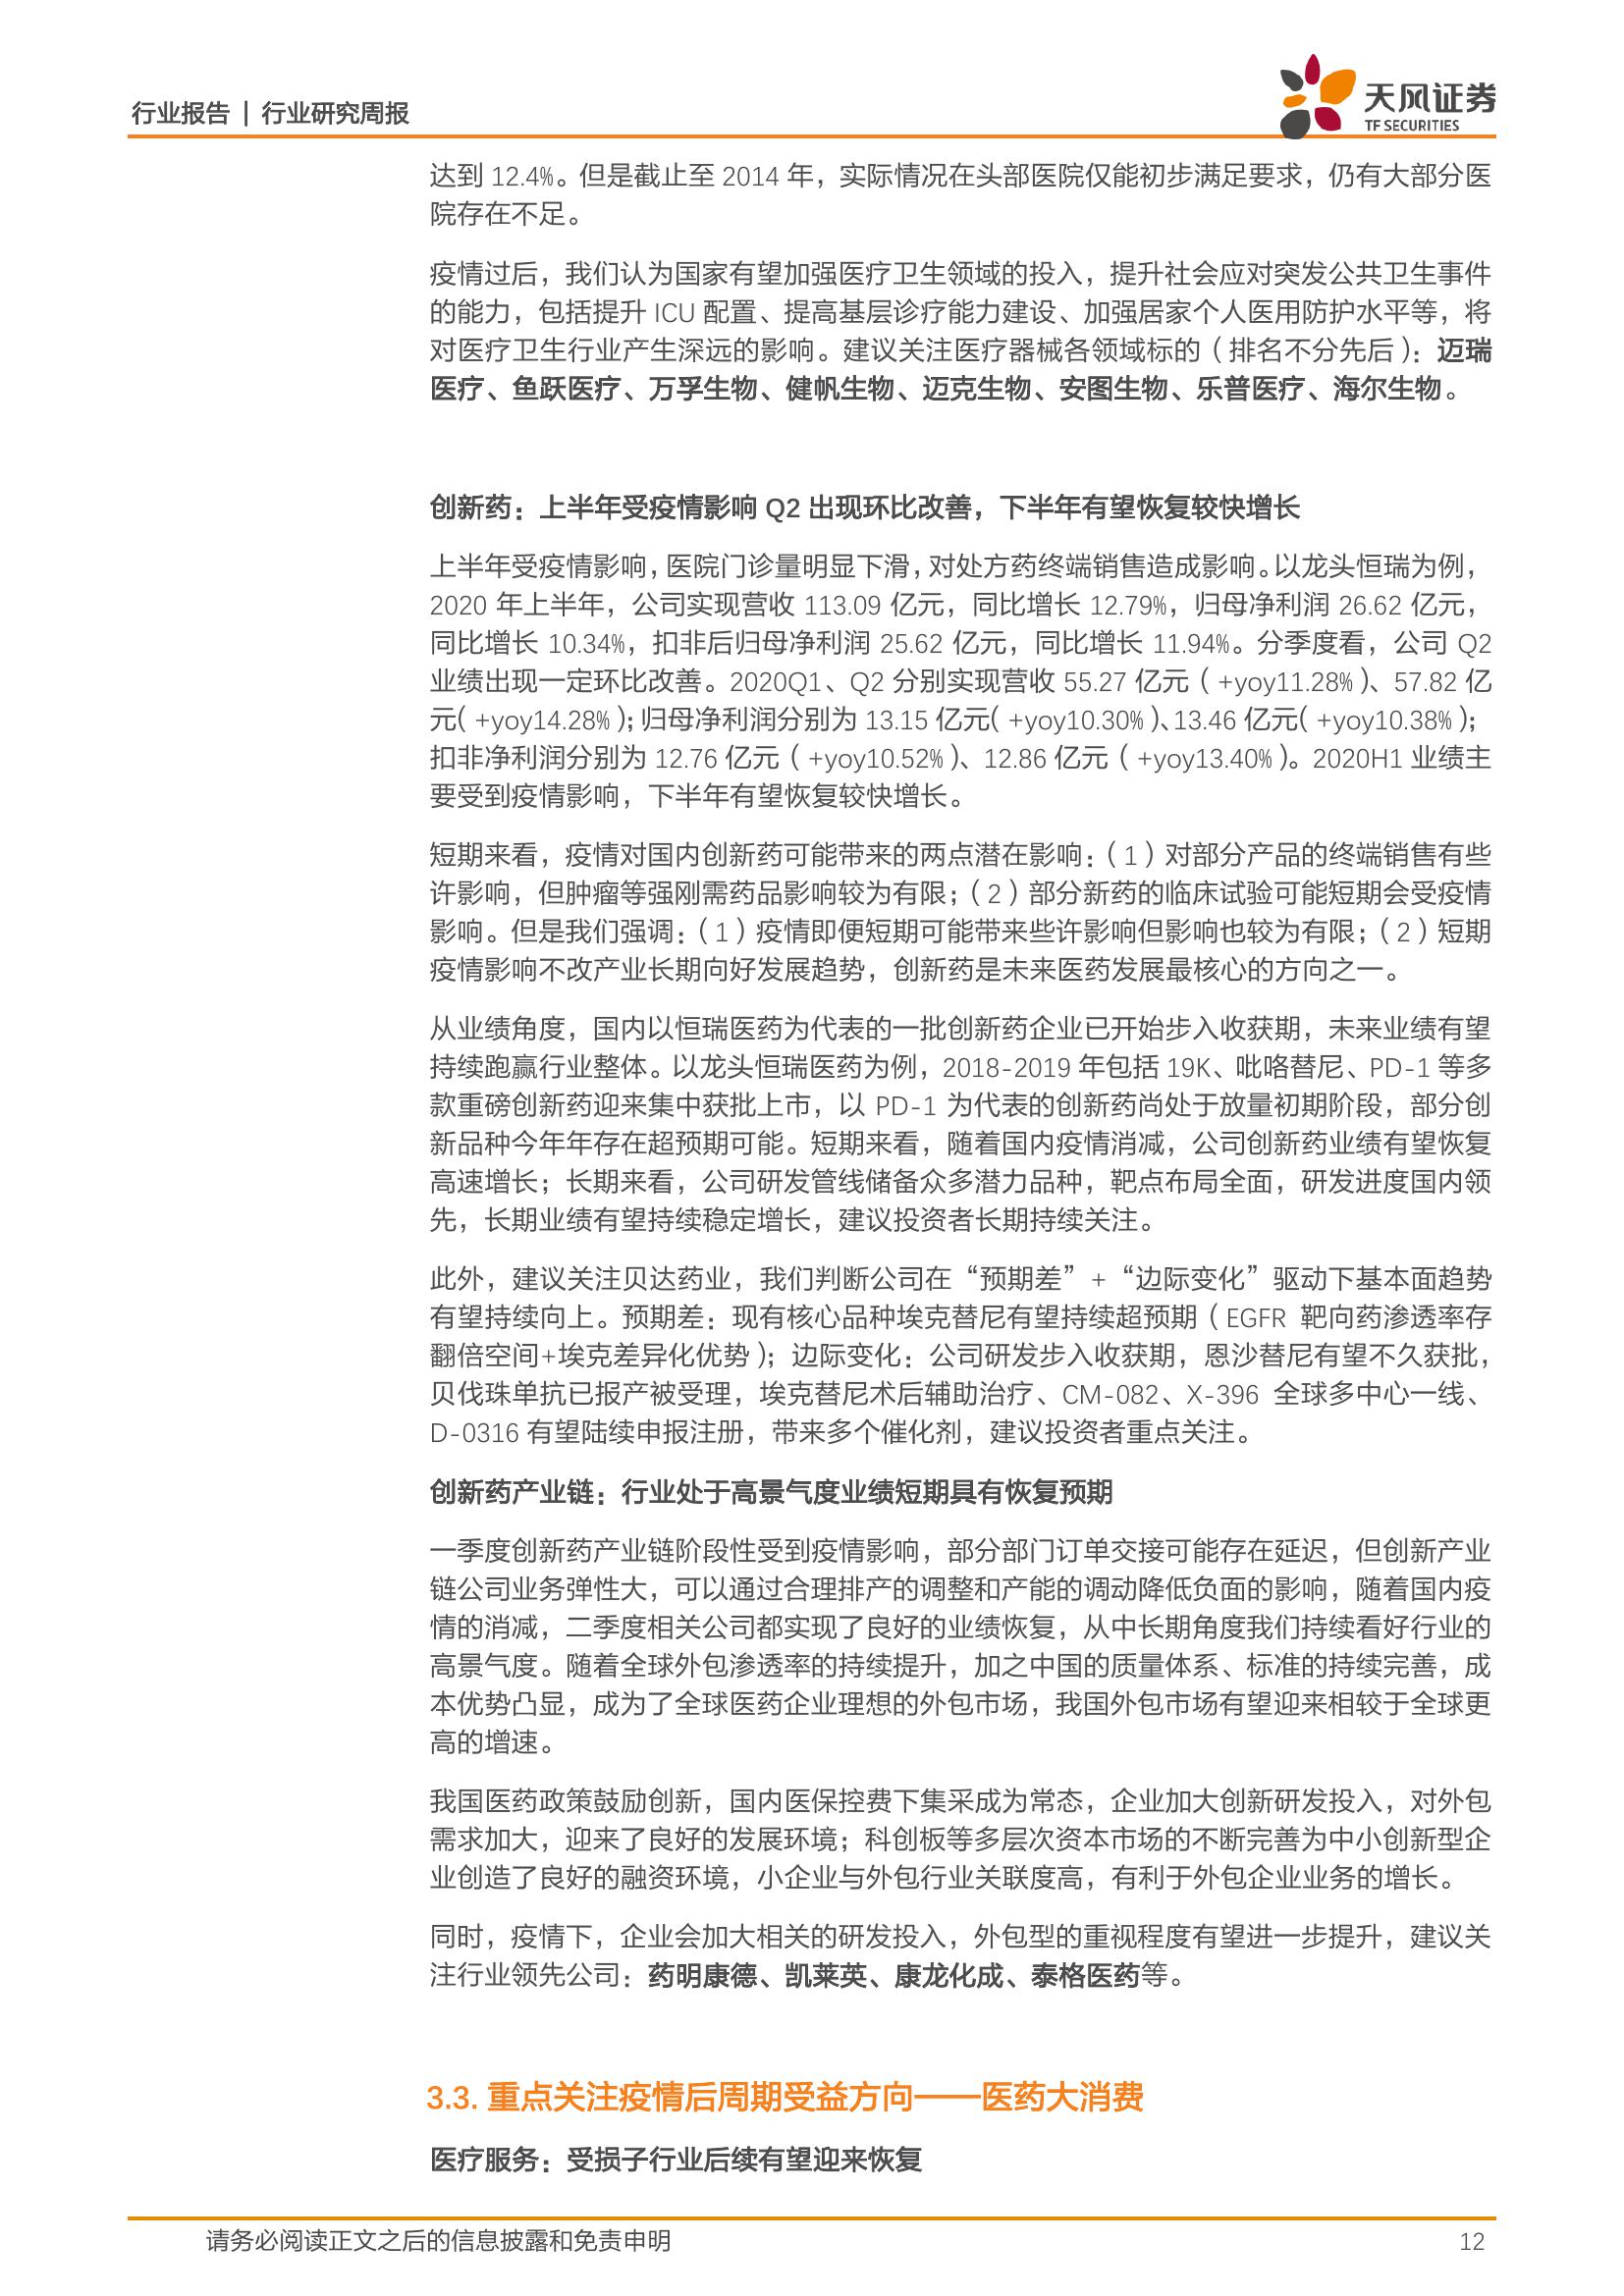 行业报告 | 行业研究周报
天风证券
TF SECURITIES
达到 12.4%。但是截止至 2014 年，实际情况在头部医院仅能初步满足要求，仍有大部分医
院存在不足。
疫情过后，我们认为国家有望加强医疗卫生领域的投入，提升社会应对突发公共卫生事件
的能力，包括提升 ICU 配置、提高基层诊疗能力建设、加强居家个人医用防护水平等，将
对医疗卫生行业产生深远的影响。建议关注医疗器械各领域标的（排名不分先后）：迈瑞
医疗、鱼跃医疗、万孚生物、健帆生物、迈克生物、安图生物、乐普医疗、海尔生物。
创新药：上半年受疫情影响 Q2 出现环比改善，下半年有望恢复较快增长
上半年受疫情影响，医院门诊量明显下滑，对处方药终端销售造成影响。以龙头恒瑞为例，
2020 年上半年，公司实现营收 113.09 亿元，同比增长 12.79%，归母净利润 26.62 亿元，
同比增长 10.34%，扣非后归母净利润 25.62 亿元，同比增长 11.94%。分季度看，公司 Q2
业绩出现一定环比改善。2020Q1、Q2 分别实现营收 55.27 亿元（+yoy11.28%）、57.82 亿
元（+yoy14.28%）；归母净利润分别为 13.15 亿元（+yoy10.30%）、13.46 亿元（+yoy10.38%）；
扣非净利润分别为 12.76 亿元（+yoy10.52%）、12.86 亿元（+yoy13.40%）。2020H1 业绩主
要受到疫情影响，下半年有望恢复较快增长。
短期来看，疫情对国内创新药可能带来的两点潜在影响：（1）对部分产品的终端销售有些
许影响，但肿瘤等强刚需药品影响较为有限；（2）部分新药的临床试验可能短期会受疫情
影响。但是我们强调：（1）疫情即便短期可能带来些许影响但影响也较为有限；（2）短期
疫情影响不改产业长期向好发展趋势，创新药是未来医药发展最核心的方向之一。
从业绩角度，国内以恒瑞医药为代表的一批创新药企业已开始步入收获期，未来业绩有望
持续跑赢行业整体。以龙头恒瑞医药为例，2018-2019 年包括 19K、吡咯替尼、PD-1 等多
款重磅创新药迎来集中获批上市，以 PD-1 为代表的创新药尚处于放量初期阶段，部分创
新品种今年年存在超预期可能。短期来看，随着国内疫情消减，公司创新药业绩有望恢复
高速增长；长期来看，公司研发管线储备众多潜力品种，靶点布局全面，研发进度国内领
先，长期业绩有望持续稳定增长，建议投资者长期持续关注。
此外，建议关注贝达药业，我们判断公司在“预期差”+“边际变化”驱动下基本面趋势
有望持续向上。预期差：现有核心品种埃克替尼有望持续超预期（EGFR 靶向药渗透率存
翻倍空间+埃克差异化优势）；边际变化：公司研发步入收获期，恩沙替尼有望不久获批，
贝伐珠单抗已报产被受理，埃克替尼术后辅助治疗、CM-082、X-396 全球多中心一线、
D-0316 有望陆续申报注册，带来多个催化剂，建议投资者重点关注。
创新药产业链：行业处于高景气度业绩短期具有恢复预期
一季度创新药产业链阶段性受到疫情影响，部分部门订单交接可能存在延迟，但创新产业
链公司业务弹性大，可以通过合理排产的调整和产能的调动降低负面的影响，随着国内疫
情的消减，二季度相关公司都实现了良好的业绩恢复，从中长期角度我们持续看好行业的
高景气度。随着全球外包渗透率的持续提升，加之中国的质量体系、标准的持续完善，成
本优势凸显，成为了全球医药企业理想的外包市场，我国外包市场有望迎来相较于全球更
高的增速。
我国医药政策鼓励创新，国内医保控费下集采成为常态，企业加大创新研发投入，对外包
需求加大，迎来了良好的发展环境；科创板等多层次资本市场的不断完善为中小创新型企
业创造了良好的融资环境，小企业与外包行业关联度高，有利于外包企业业务的增长。
同时，疫情下，企业会加大相关的研发投入，外包型的重视程度有望进一步提升，建议关
注行业领先公司：药明康德、凯莱英、康龙化成、泰格医药等。
3.3. 重点关注疫情后周期受益方向——医药大消费
医疗服务：受损子行业后续有望迎来恢复
请务必阅读正文之后的信息披露和免责申明
12